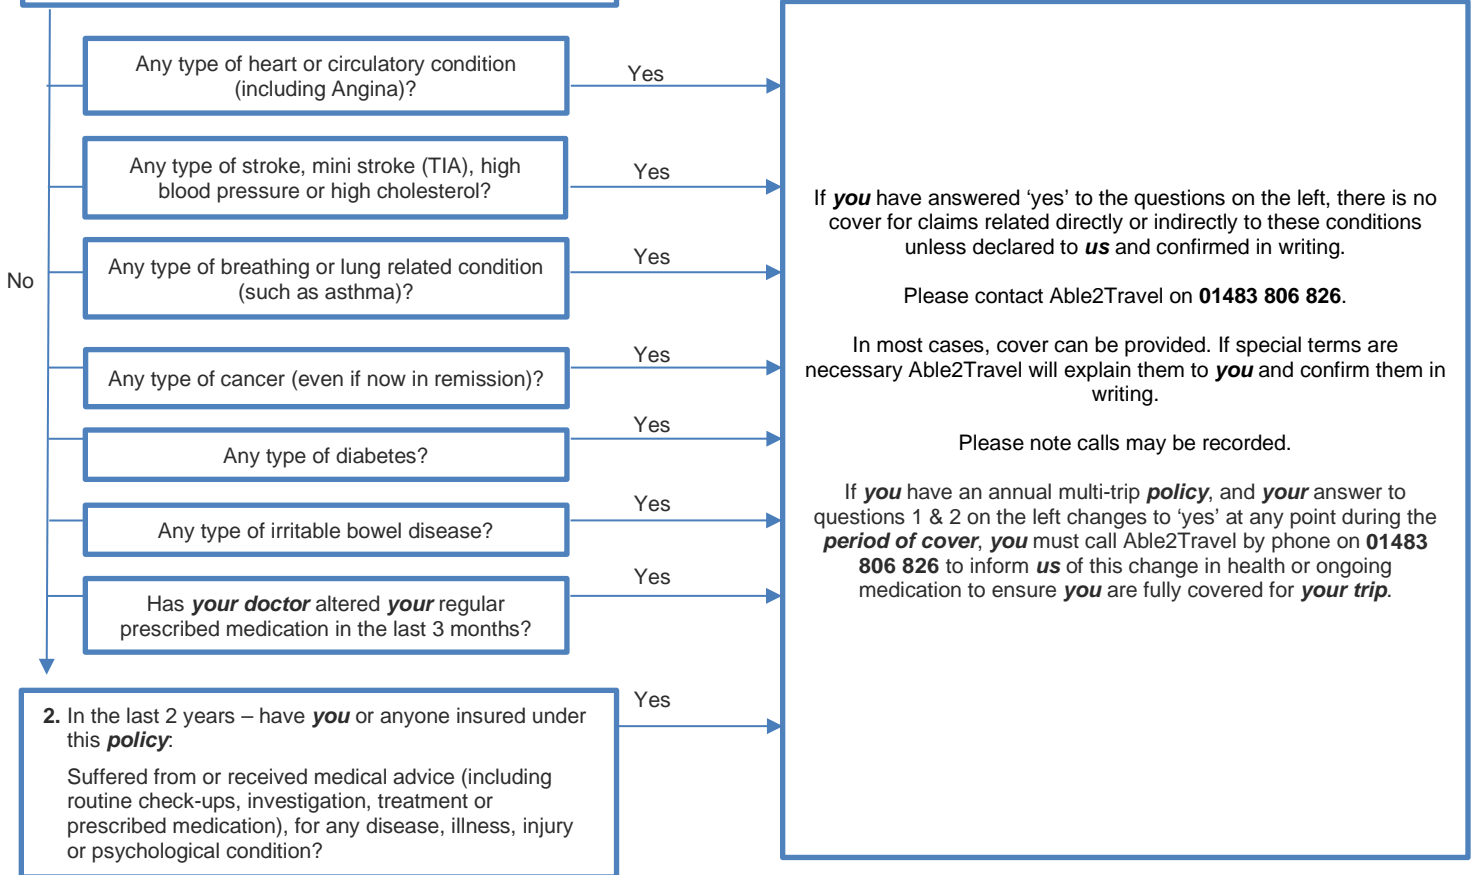 Any type of heart or circulatory condition
(including Angina)?
Yes
Any type of stroke, mini stroke (TIA), high
blood pressure or high cholesterol?
Yes
Any type of breathing or lung related condition
(such as asthma)?
Yes
No
Any type of cancer (even if now in remission)?
Yes
Any type of diabetes?
Yes
Any type of irritable bowel disease?
Yes
Has your doctor altered your regular
prescribed medication in the last 3 months?
Yes
2. In the last 2 years – have you or anyone insured under
this policy:
Suffered from or received medical advice (including
routine check-ups, investigation, treatment or
prescribed medication), for any disease, illness, injury
or psychological condition?
Yes
If you have answered ‘yes’ to the questions on the left, there is no
cover for claims related directly or indirectly to these conditions
unless declared to us and confirmed in writing.
Please contact Able2Travel on 01483 806 826.
In most cases, cover can be provided. If special terms are
necessary Able2Travel will explain them to you and confirm them in
writing.
Please note calls may be recorded.
If you have an annual multi-trip policy, and your answer to
questions 1 & 2 on the left changes to ‘yes’ at any point during the
period of cover, you must call Able2Travel by phone on 01483
806 826 to inform us of this change in health or ongoing
medication to ensure you are fully covered for your trip.